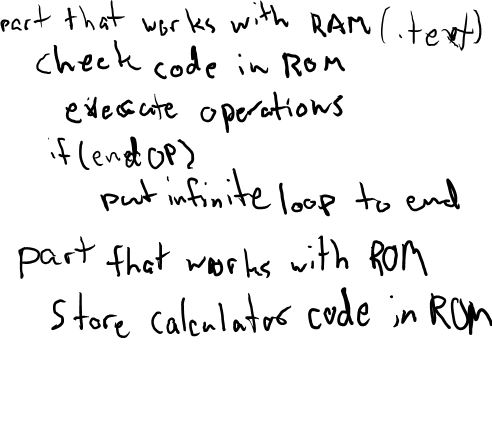 part that works with RAM (.text)
check code in ROM
execute operations
if(endOP)
put infinite loop to end
part that works with ROM
Store calculator code in ROM